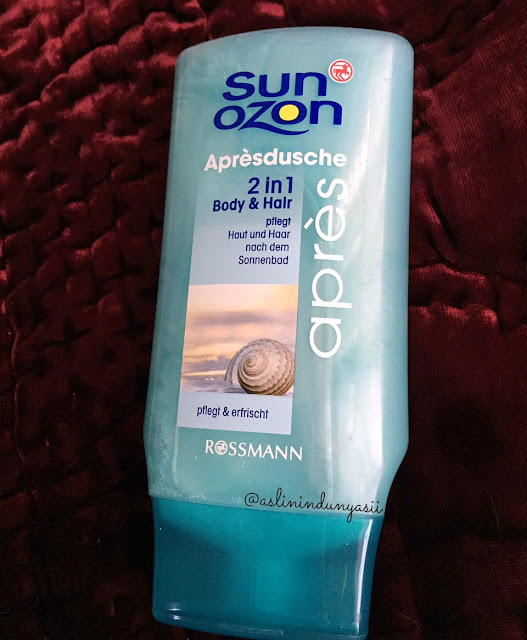 sun
ozon
Aprèsdusche
2 in 1
Body & Hair
pflegt
Haut und Haar
nach dem
Sonnenbad
après
pflegt & erfrischt
ROSSMANN
@aslinindunyasii